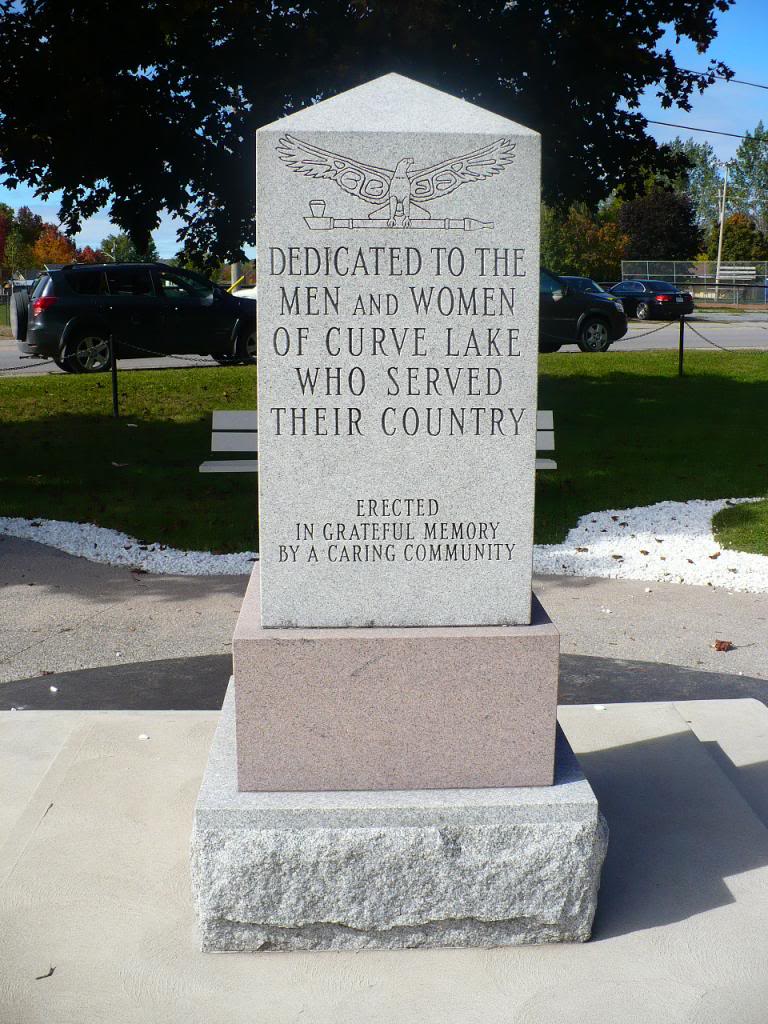 DEDICATED TO THE
MEN AND WOMEN
OF CURVE LAKE
WHO SERVED
THEIR COUNTRY
ERECTED
IN GRATEFUL MEMORY
BY A CARING COMMUNITY